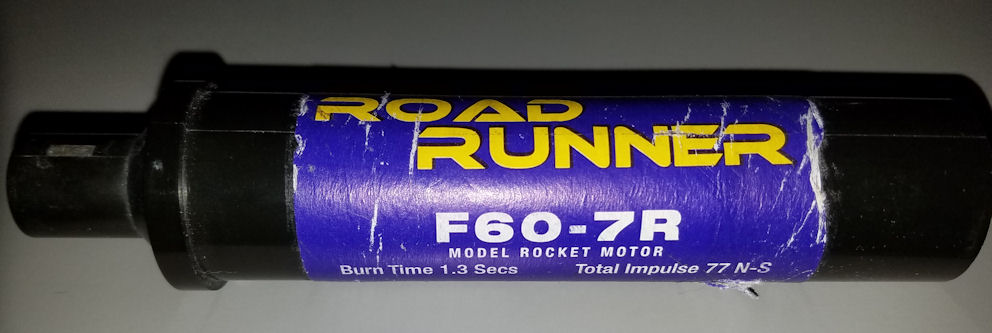 ROAD
RUNNER
F60-7R
MODEL ROCKET MOTOR
Burn Time 1.3 Secs Total Impulse 77 N-S